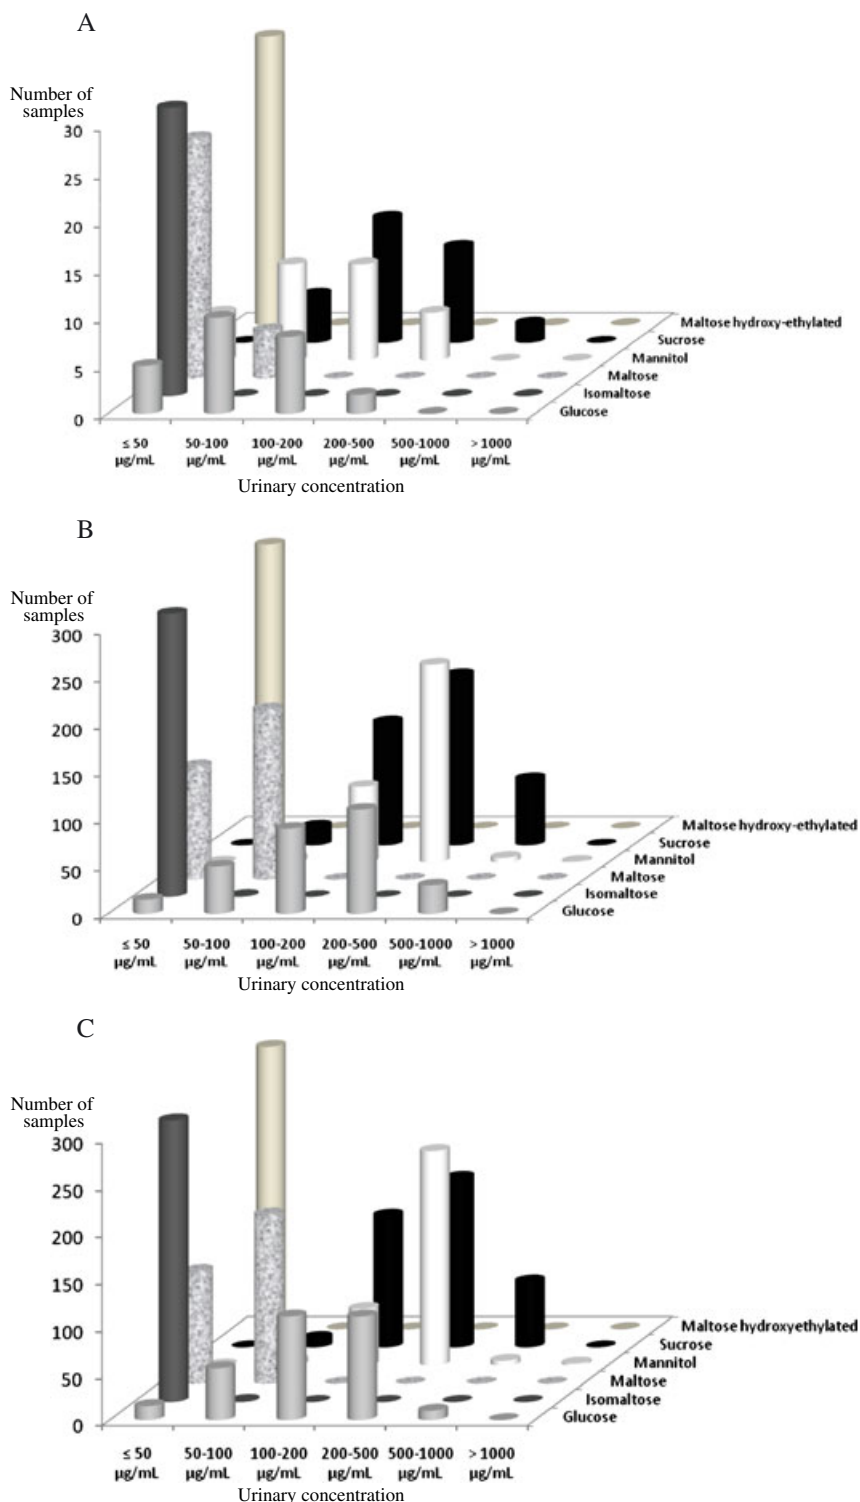 A
Number of
samples
30
25
20
15
10
5
0
Maltose hydroxy-ethylated
Sucrose
Mannitol
Maltose
Isomaltose
Glucose
≤ 50 50-100 100-200 200-500 500-1000 > 1000
µg/mL µg/mL µg/mL µg/mL µg/mL µg/mL
Urinary concentration
B
Number of
samples
300
250
200
150
100
50
0
Maltose hydroxy-ethylated
Sucrose
Mannitol
Maltose
Isomaltose
Glucose
≤ 50 50-100 100-200 200-500 500-1000 > 1000
µg/mL µg/mL µg/mL µg/mL µg/mL µg/mL
Urinary concentration
C
Number of
samples
300
250
200
150
100
50
0
Maltose hydroxyethylated
Sucrose
Mannitol
Maltose
Isomaltose
Glucose
≤ 50 50-100 100-200 200-500 500-1000 > 1000
µg/mL µg/mL µg/mL µg/mL µg/mL µg/mL
Urinary concentration